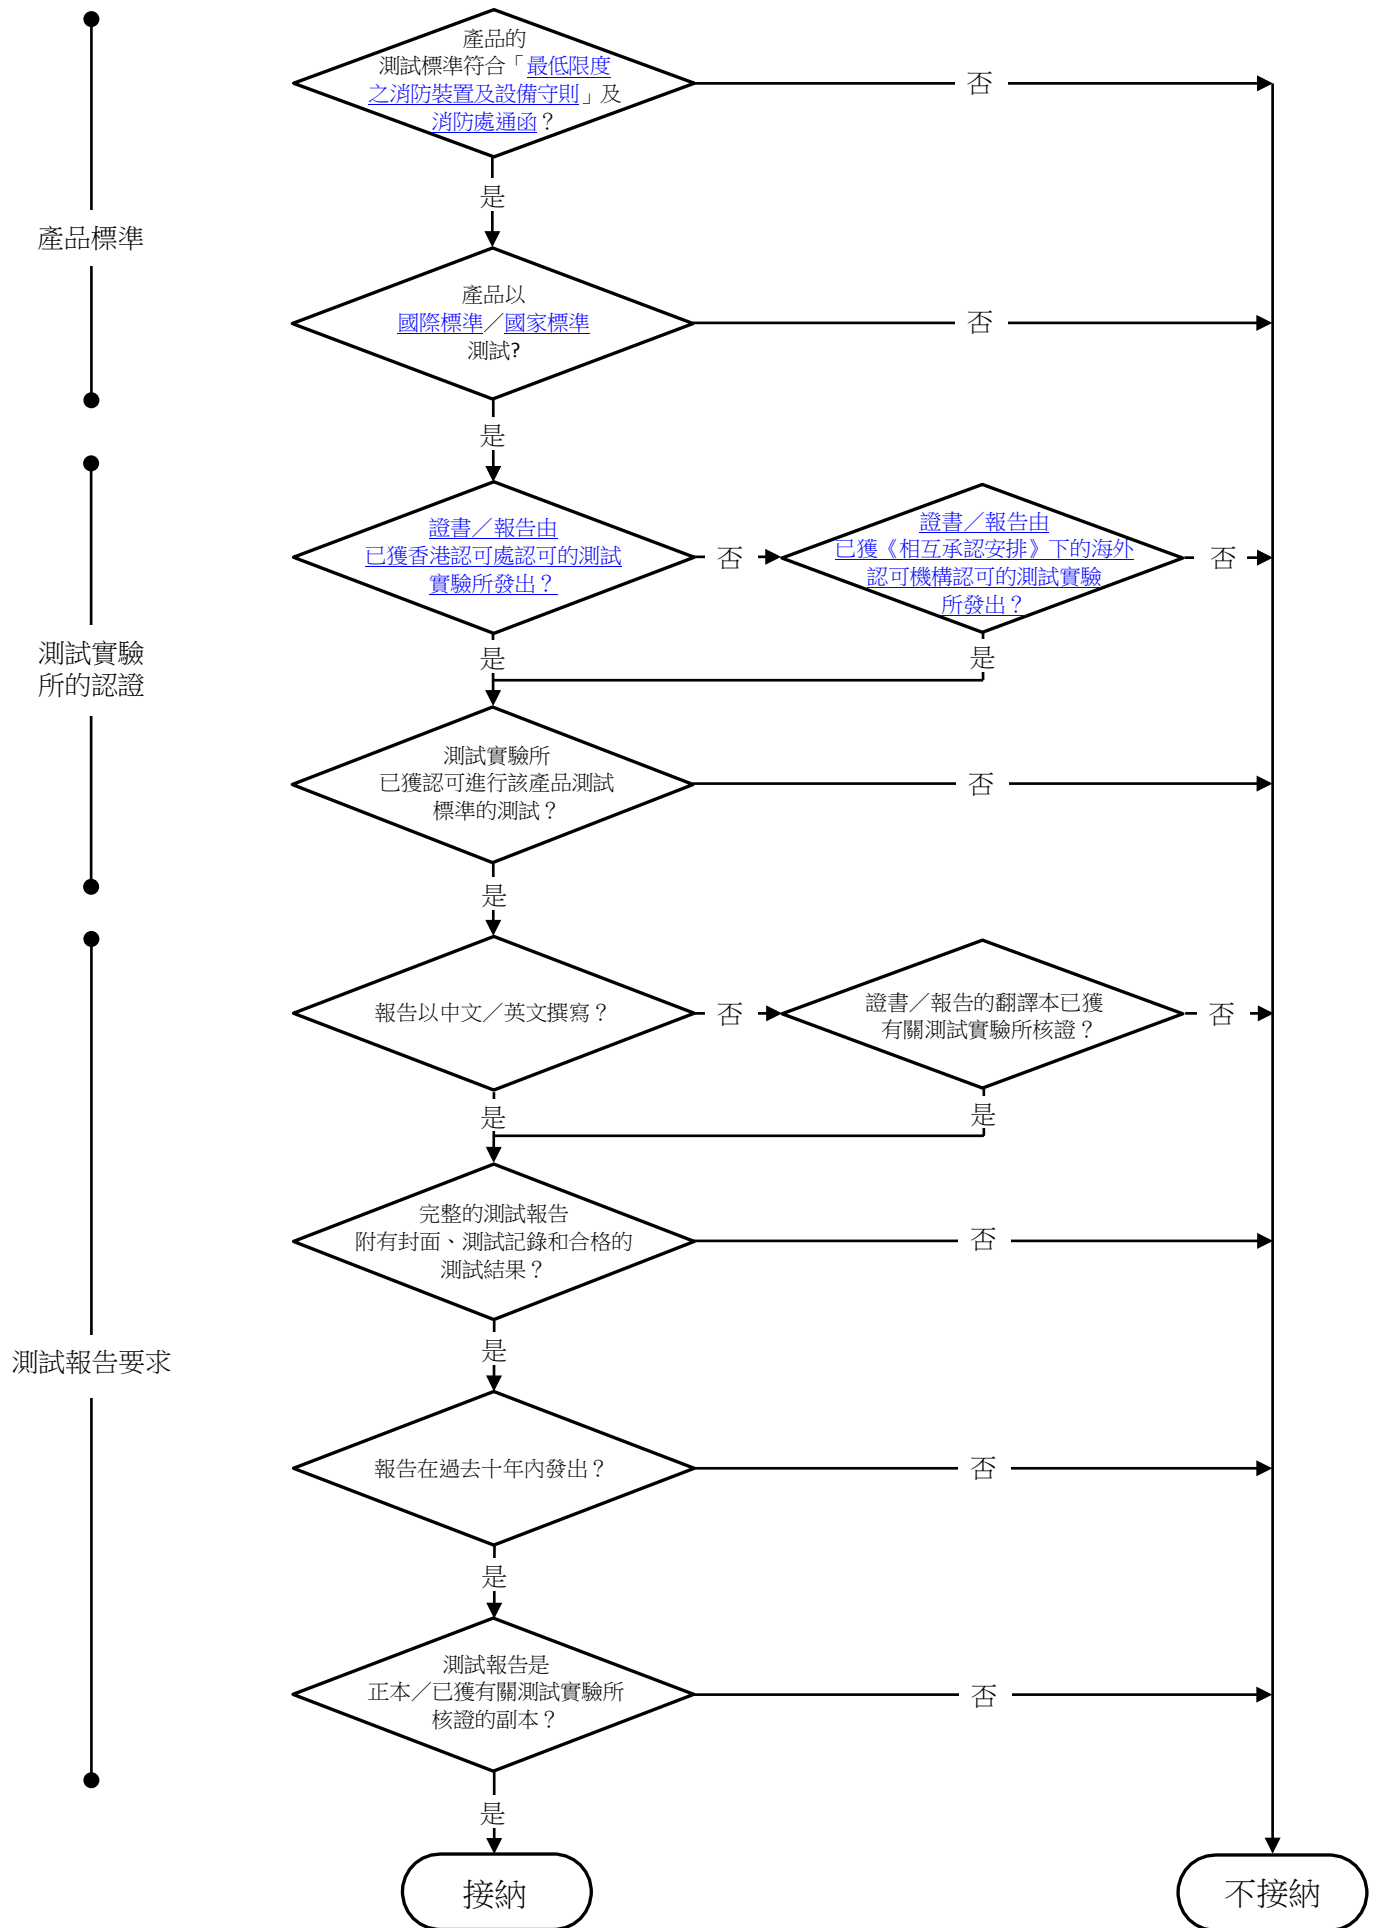 產品的
測試標準符合「最低限度
之消防裝置及設備守則」及
消防處通函？
否
是
產品標準
產品以
國際標準／國家標準
測試?
否
是
證書／報告由
已獲香港認可處認可的測試
實驗所發出？
否
證書／報告由
已獲《相互承認安排》下的海外
認可機構認可的測試實驗
所發出？
否
是
是
測試實驗
所的認證
測試實驗所
已獲認可進行該產品測試
標準的測試？
否
是
報告以中文／英文撰寫？
否
證書／報告的翻譯本已獲
有關測試實驗所核證？
否
是
是
完整的測試報告
附有封面、測試記錄和合格的
測試結果？
否
是
測試報告要求
報告在過去十年內發出？
否
是
測試報告是
正本／已獲有關測試實驗所
核證的副本？
否
是
接納
不接納